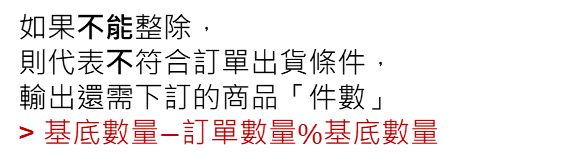 如果不能整除，
則代表不符合訂單出貨條件，
輸出還需下訂的商品「件數」
> 基底數量–訂單數量%基底數量